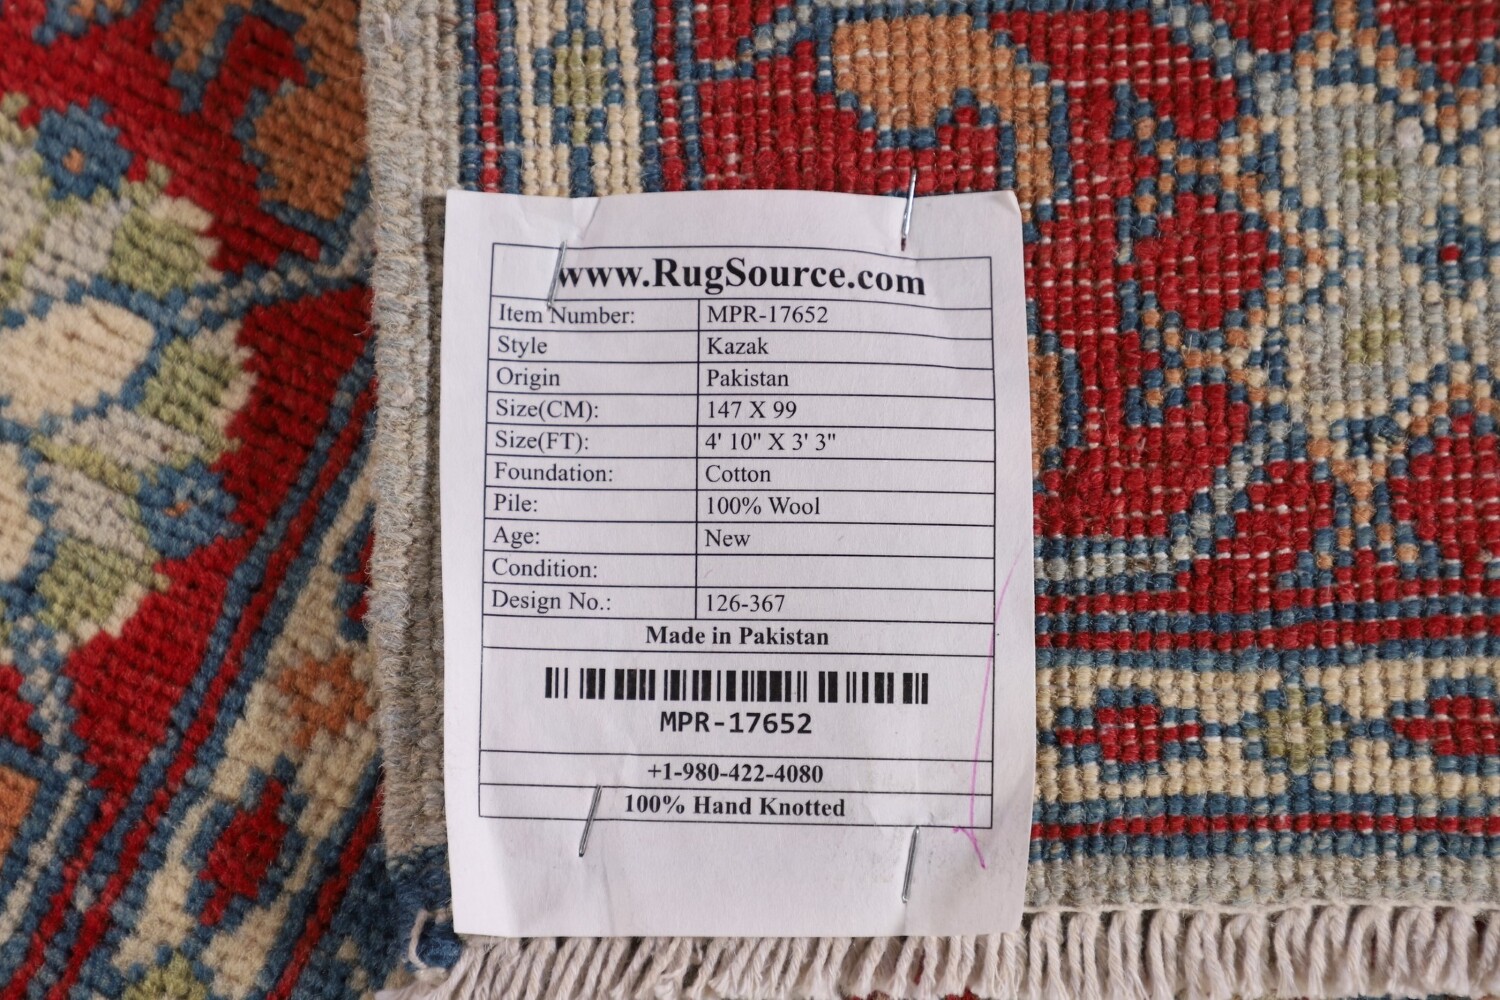 www.RugSource.com
Item Number: MPR-17652
Style Kazak
Origin Pakistan
Size(CM): 147 X 99
Size(FT): 4' 10" X 3' 3"
Foundation: Cotton
Pile: 100% Wool
Age: New
Condition:
Design No.: 126-367
Made in Pakistan
MPR-17652
+1-980-422-4080
100% Hand Knotted